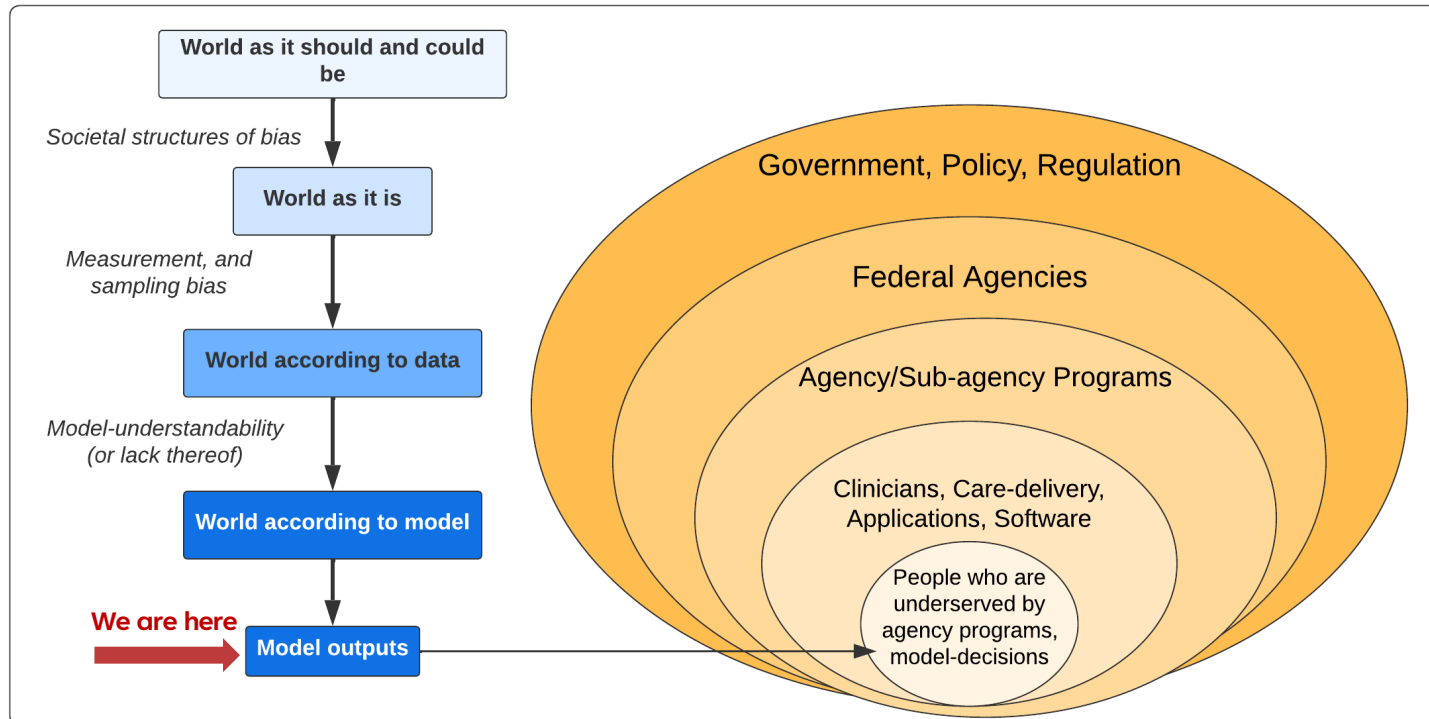 World as it should and could
be
Societal structures of bias
World as it is
Measurement, and
sampling bias
World according to data
Model-understandability
(or lack thereof)
World according to model
We are here
Model outputs
Government, Policy, Regulation
Federal Agencies
Agency/Sub-agency Programs
Clinicians, Care-delivery,
Applications, Software
People who are
underserved by
agency programs,
model-decisions